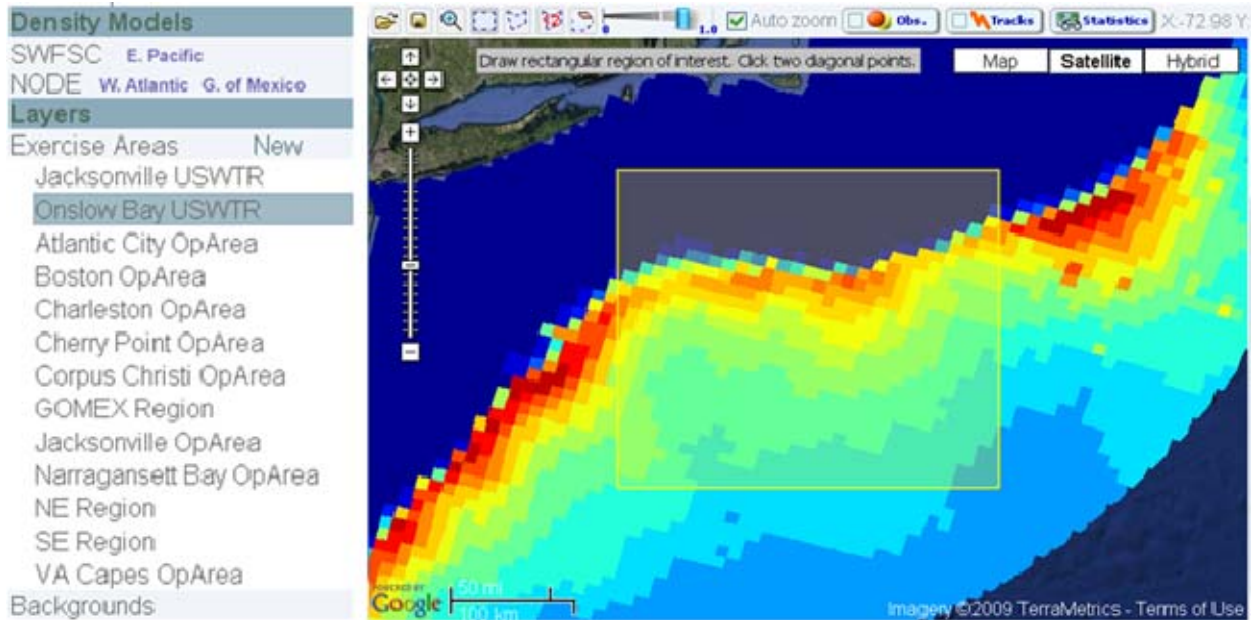 Density Models
SWFSC E. Pacific
NODE W. Atlantic G. of Mexico
Layers
Exercise Areas New
Jacksonville USWTR
Onslow Bay USWTR
Atlantic City OpArea
Boston OpArea
Charleston OpArea
Cherry Point OpArea
Corpus Christi OpArea
GOMEX Region
Jacksonville OpArea
Narragansett Bay OpArea
NE Region
SE Region
VA Capes OpArea
Backgrounds
0 1.0 Auto zoom Obs. Tracks Statistics X:-72.98 Y:
Draw rectangular region of interest. Click two diagonal points.
Map Satellite Hybrid
POWERED BY
Google
50 mi
100 km
Imagery ©2009 TerraMetrics - Terms of Use